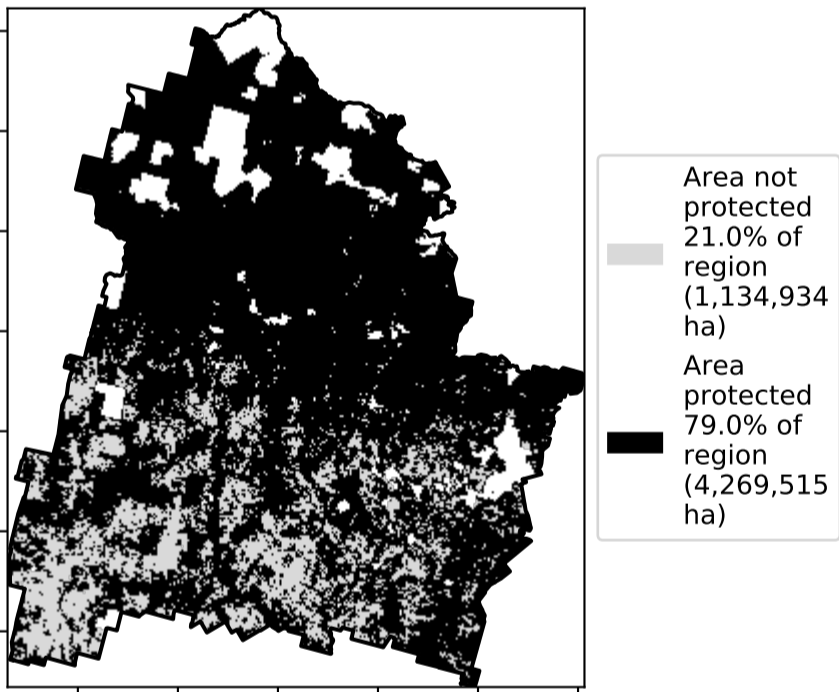 Area not
protected
21.0% of
region
(1,134,934
ha)
Area
protected
79.0% of
region
(4,269,515
ha)